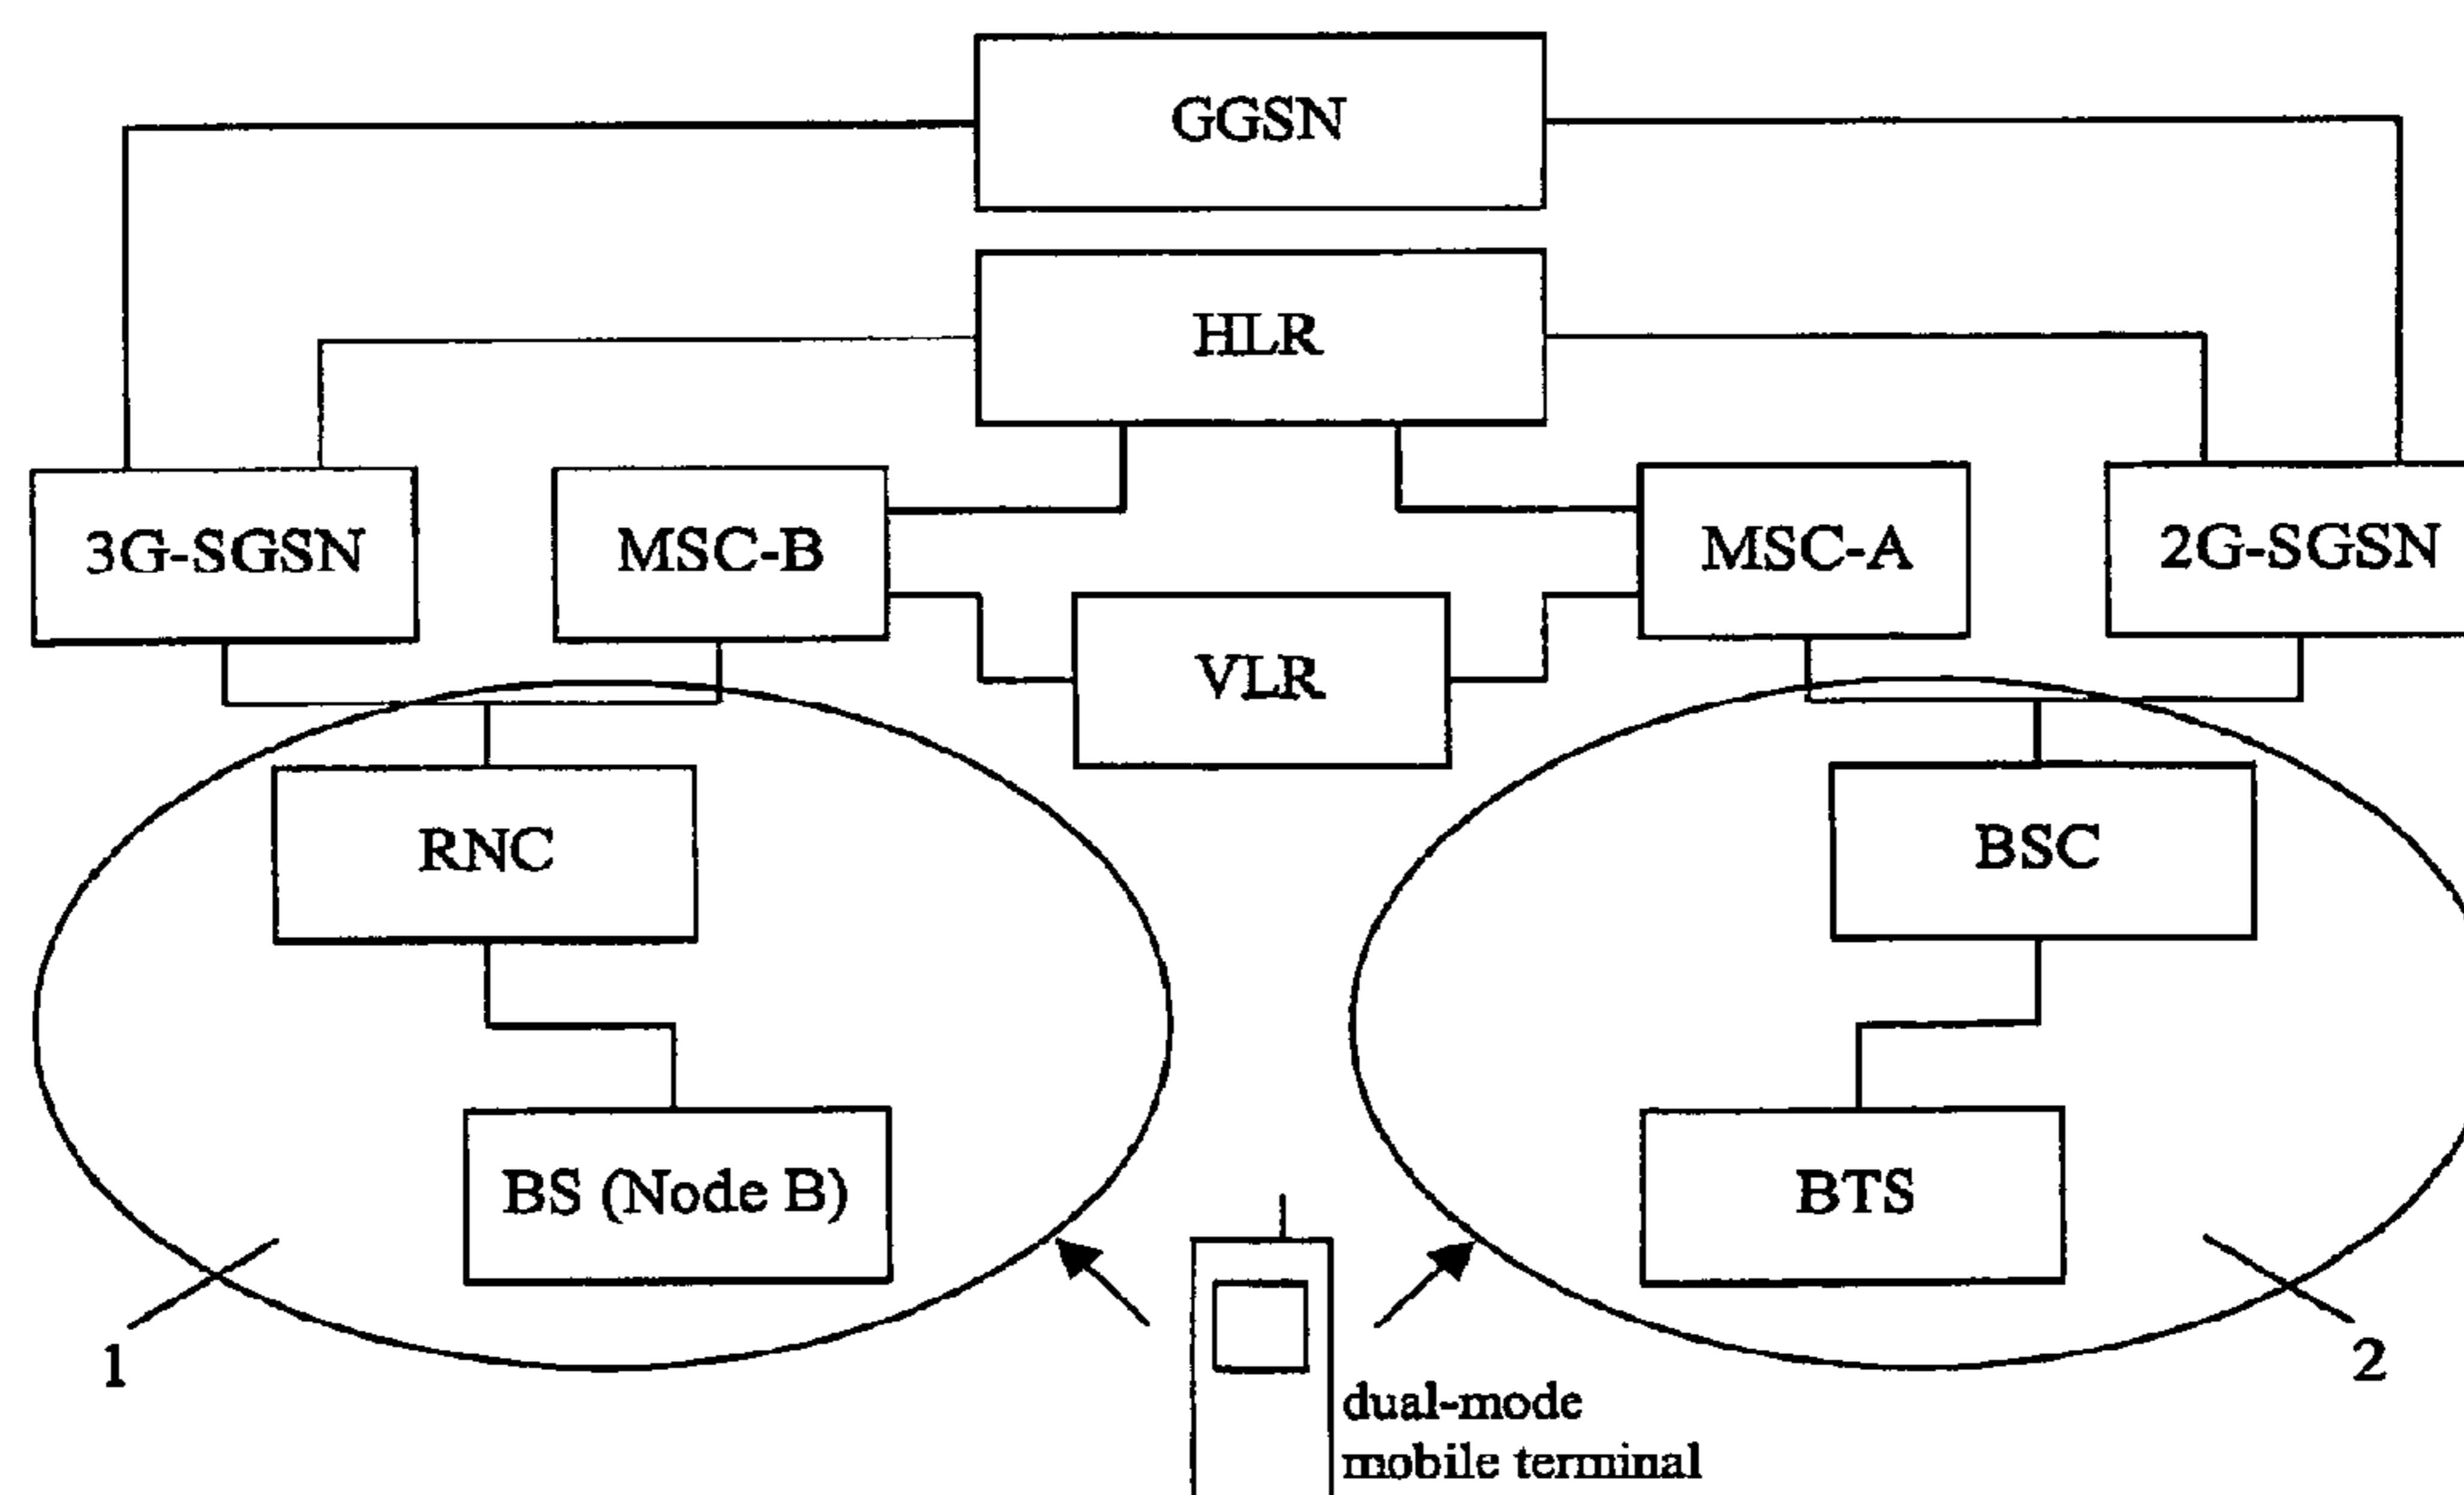 GGSN
HLR
3G-SGSN
MSC-B
MSC-A
2G-SGSN
VLR
RNC
BSC
BS (Node B)
BTS
1
2
dual-mode
mobile terminal